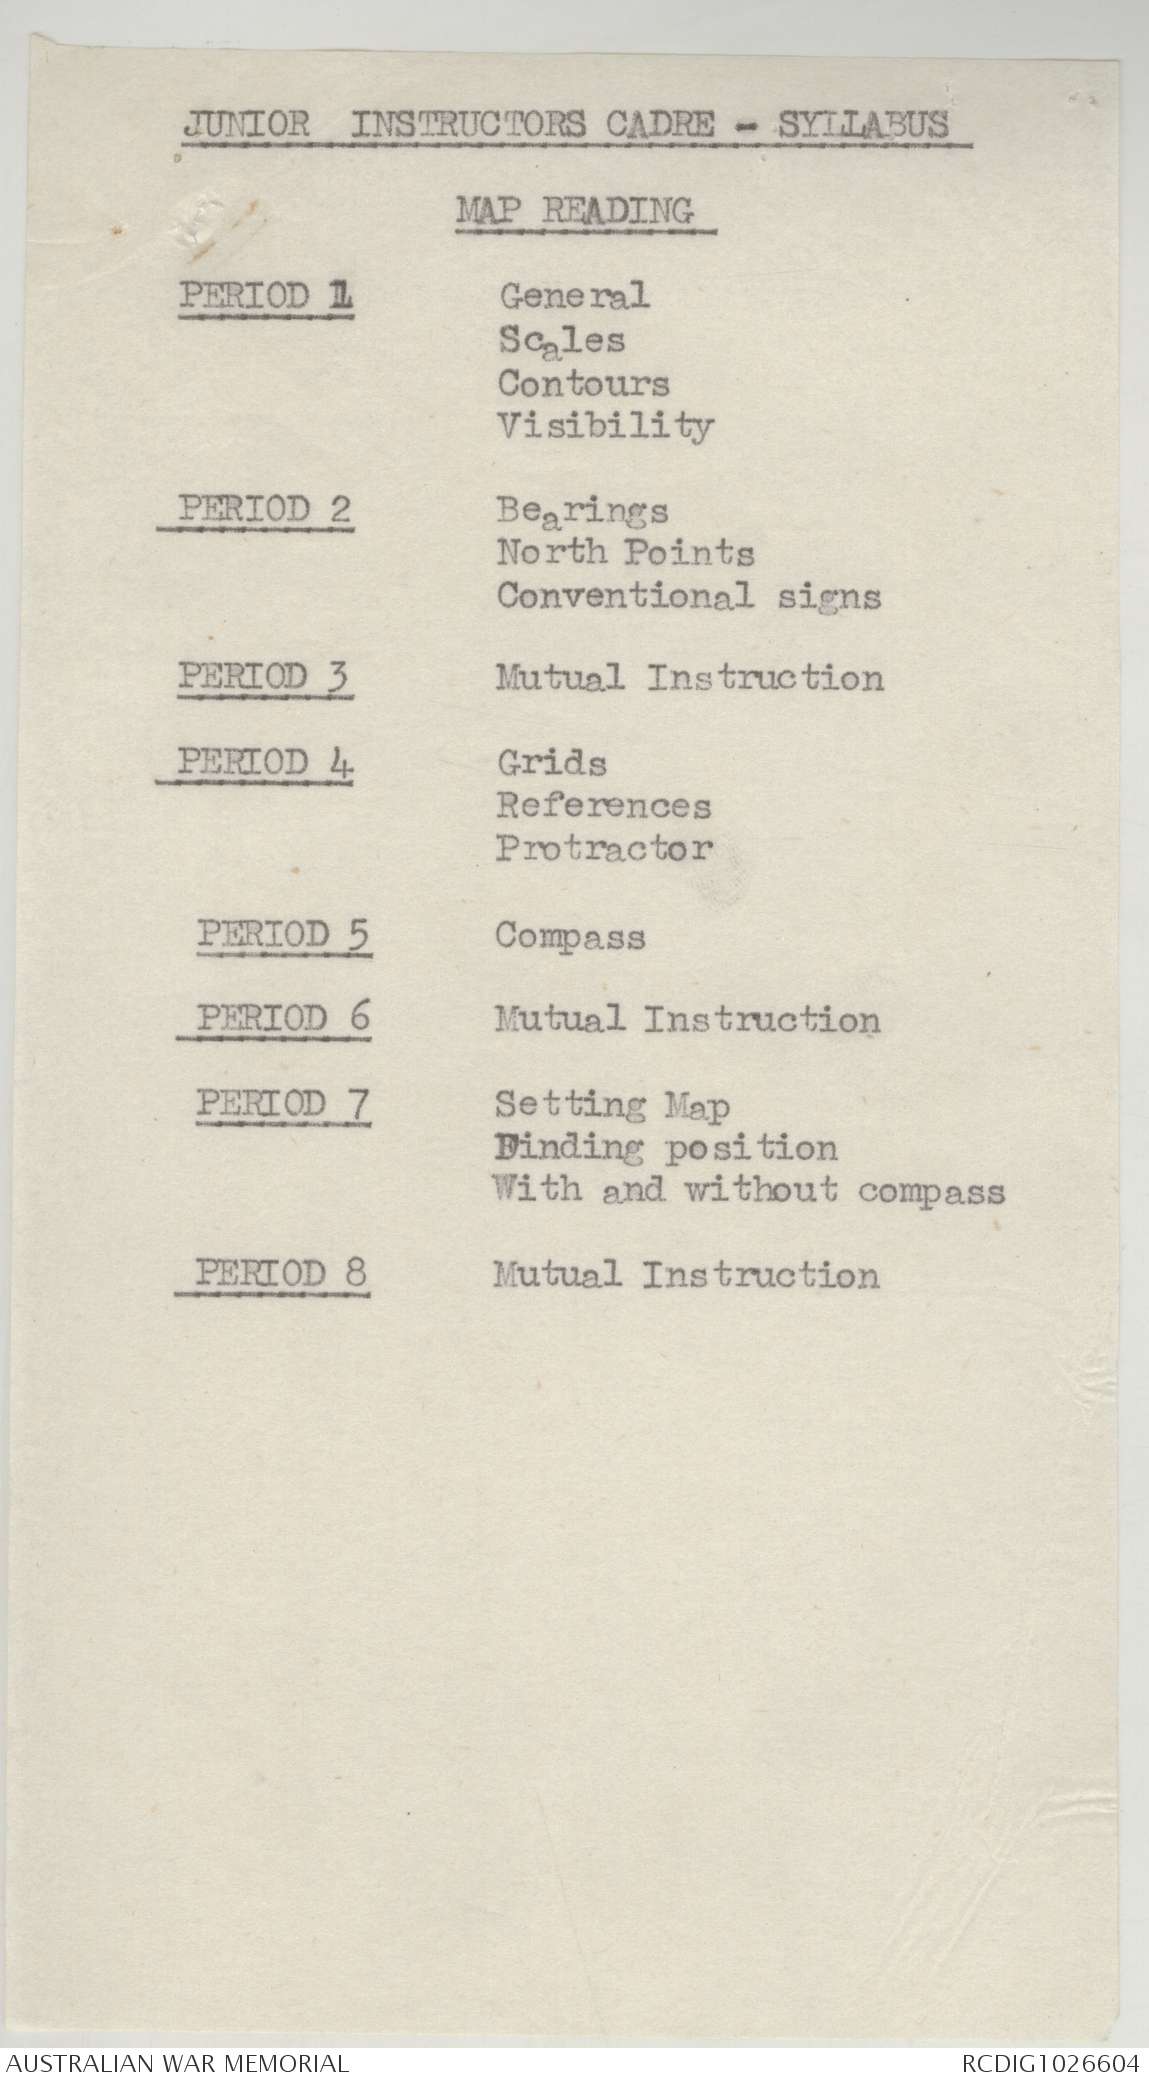 JUNIOR INSTRUCTORS CADRE - SYLLABUS
MAP READING
PERIOD 1 General
Scales
Contours
Visibility
PERIOD 2 Bearings
North Points
Conventional signs
PERIOD 3 Mutual Instruction
PERIOD 4 Grids
References
Protractor
PERIOD 5 Compass
PERIOD 6 Mutual Instruction
PERIOD 7 Setting Map
Finding position
With and without compass
PERIOD 8 Mutual Instruction
AUSTRALIAN WAR MEMORIAL RCDIG1026604